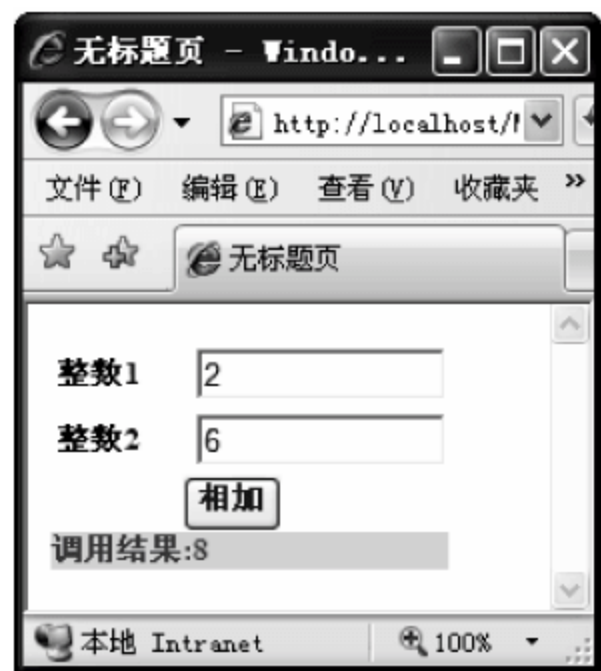 无标题页 - Windo...
http://localhost/
文件(F) 编辑(E) 查看(V) 收藏夹 »
无标题页
整数1 2
整数2 6
相加
调用结果:8
本地 Intranet 100%